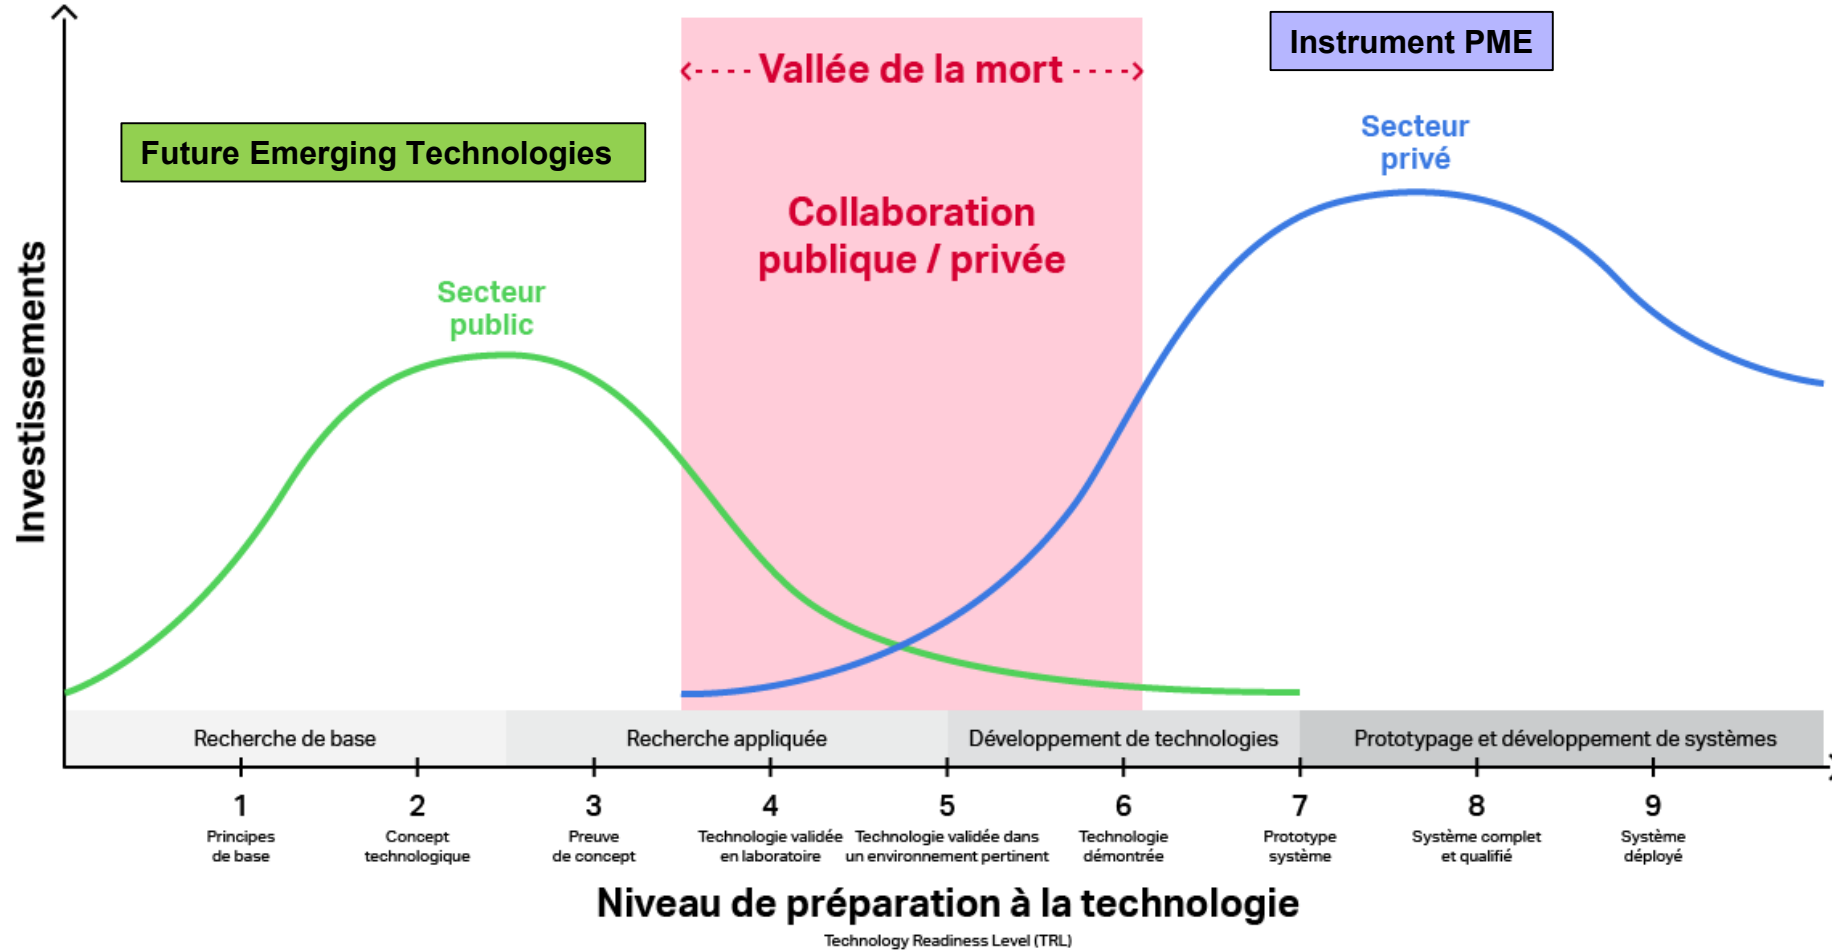 Vallée de la mort
Instrument PME
Future Emerging Technologies
Secteur
privé
Collaboration
publique / privée
Secteur
public
Investissements
Recherche de base
Recherche appliquée
Développement de technologies
Prototypage et développement de systèmes
1
2
3
4
5
6
7
8
9
Principes
de base
Concept
technologique
Preuve
de concept
Technologie validée
en laboratoire
Technologie validée dans
un environnement pertinent
Technologie
démontrée
Prototype
système
Système complet
et qualifié
Système
déployé
Niveau de préparation à la technologie
Technology Readiness Level (TRL)